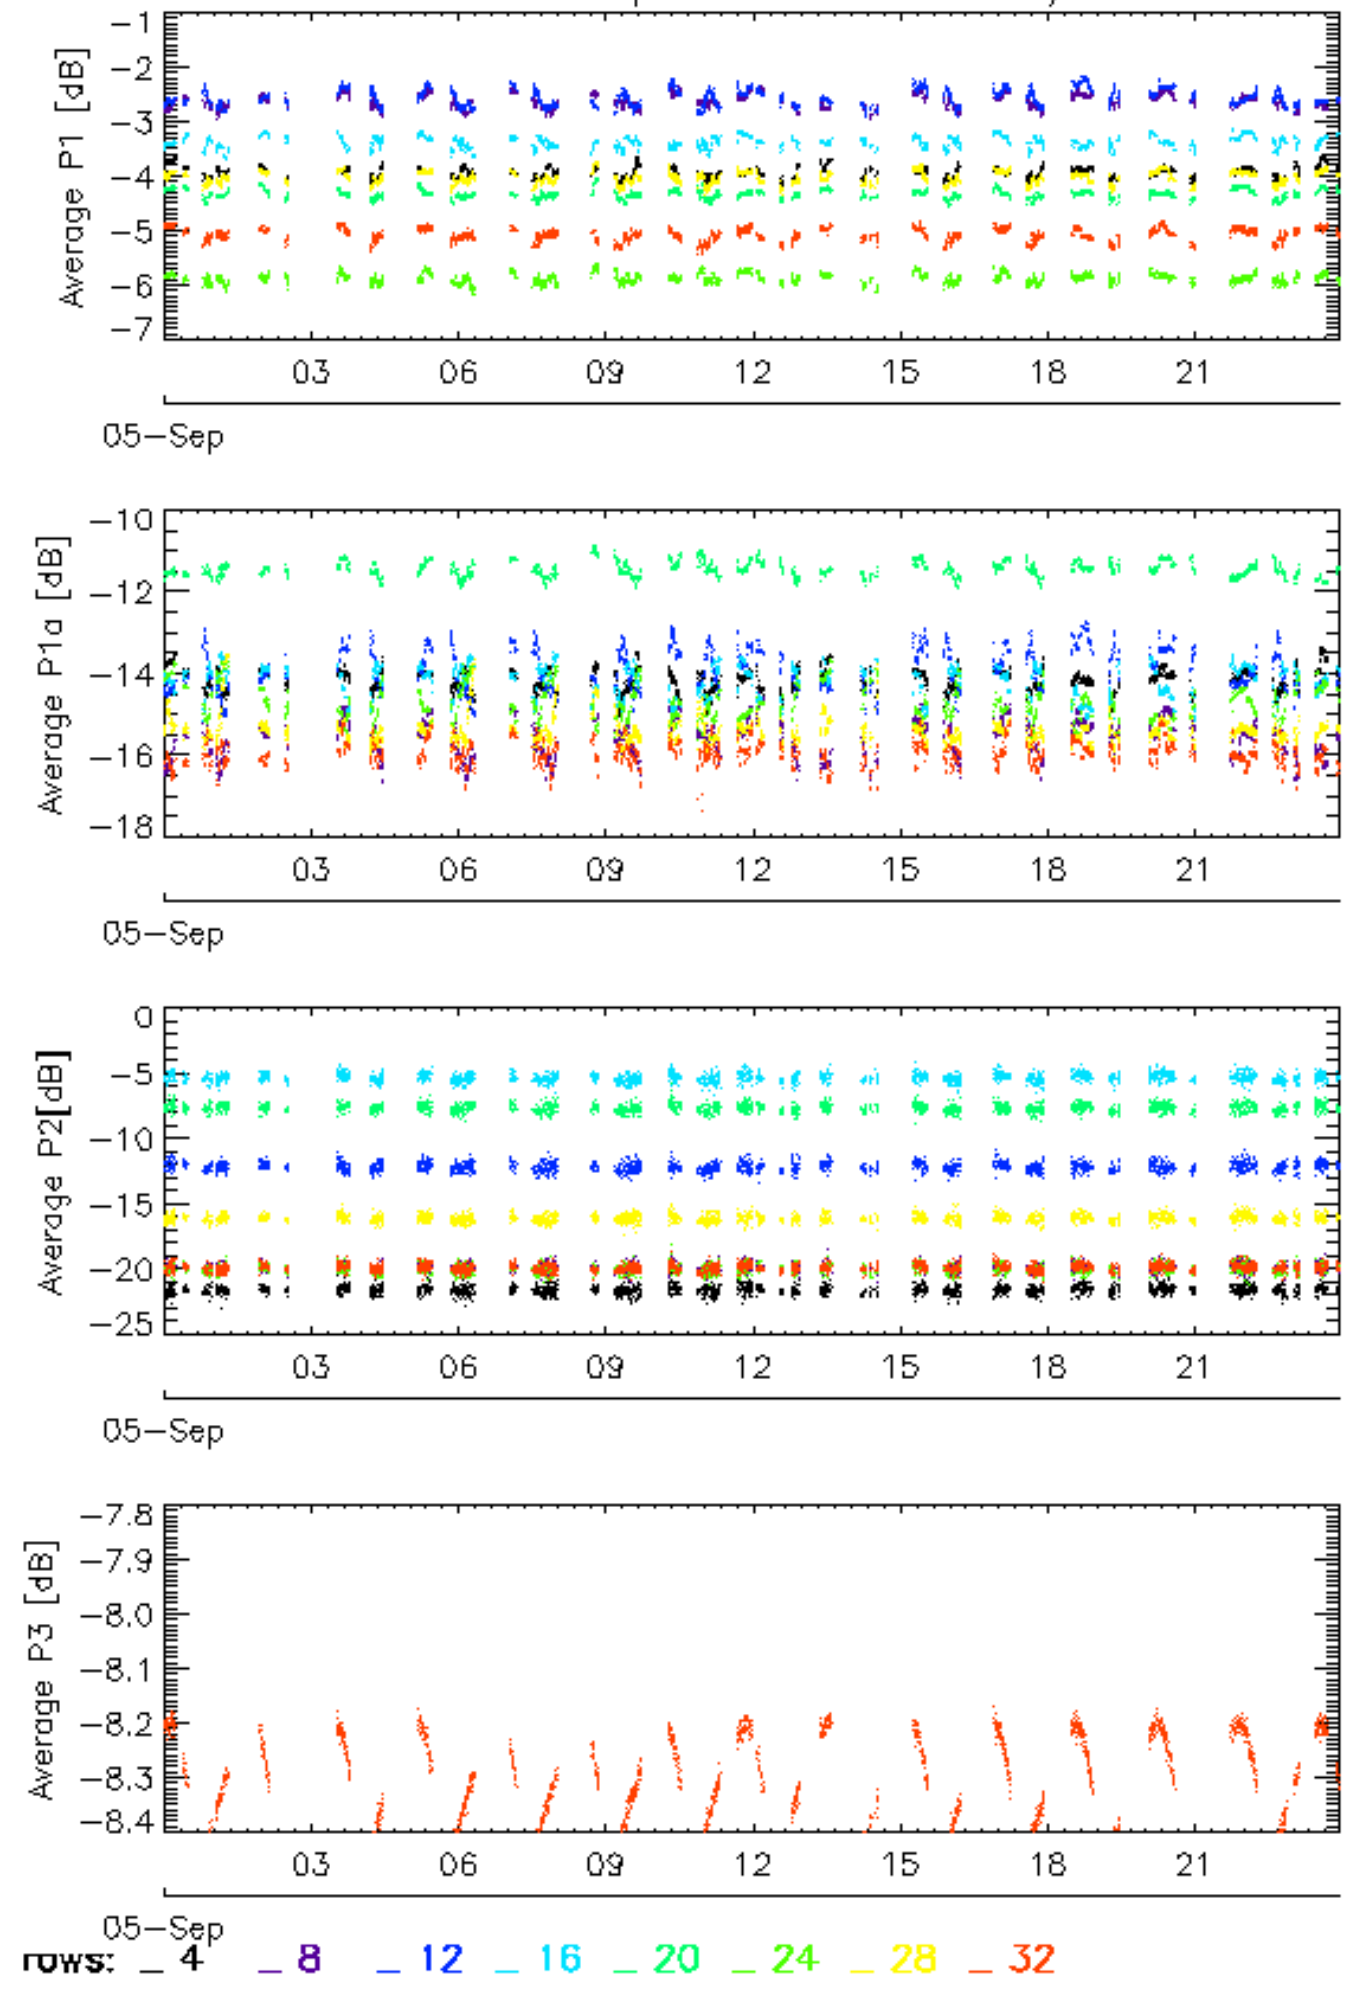 Average P1 [dB]
-1
-2
-3
-4
-5
-6
-7
03 06 09 12 15 18 21
05-Sep
Average P1a [dB]
-10
-12
-14
-16
-18
03 06 09 12 15 18 21
05-Sep
Average P2[dB]
0
-5
-10
-15
-20
-25
03 06 09 12 15 18 21
05-Sep
Average P3 [dB]
-7.8
-7.9
-8.0
-8.1
-8.2
-8.3
-8.4
03 06 09 12 15 18 21
05-Sep
rows: _ 4 _ 8 _ 12 _ 16 _ 20 _ 24 _ 28 _ 32